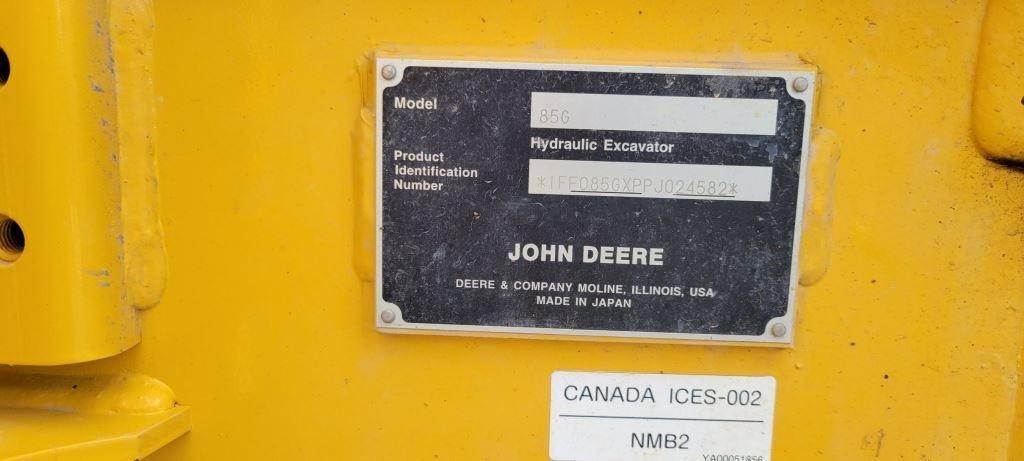 Model
85G
Hydraulic Excavator
Product
Identification
Number
*1FF085GXPPJ024582*
JOHN DEERE
DEERE & COMPANY MOLINE, ILLINOIS, USA
MADE IN JAPAN
CANADA ICES-002
NMB2
YA00051856